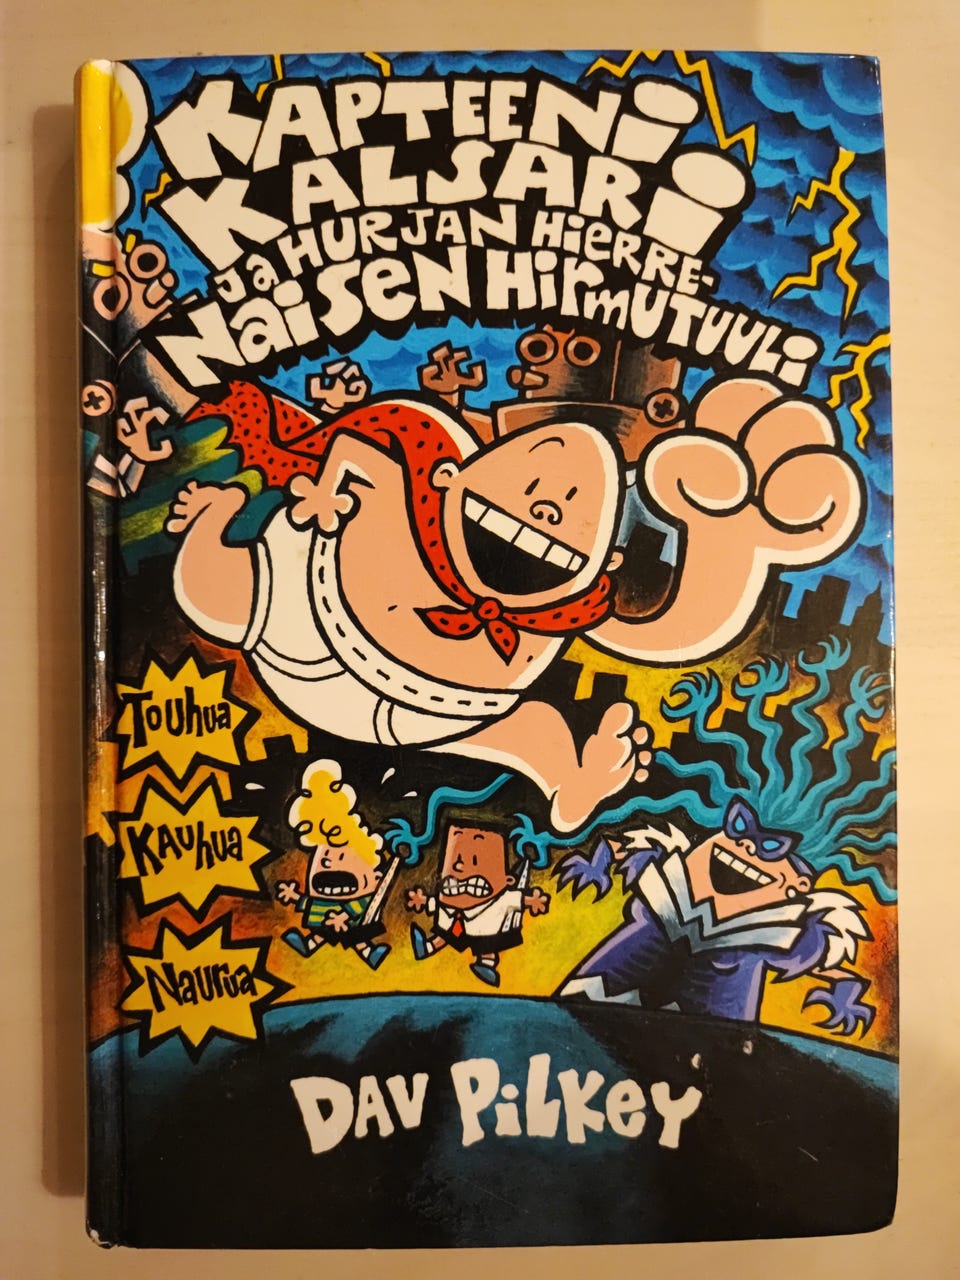 KAPTEENI
KALSARI
ja HURJAN HiERRE-
NaiSEN HiRmUTUULi
Touhua
KAUhua
Naurua
DAV PiLKEY